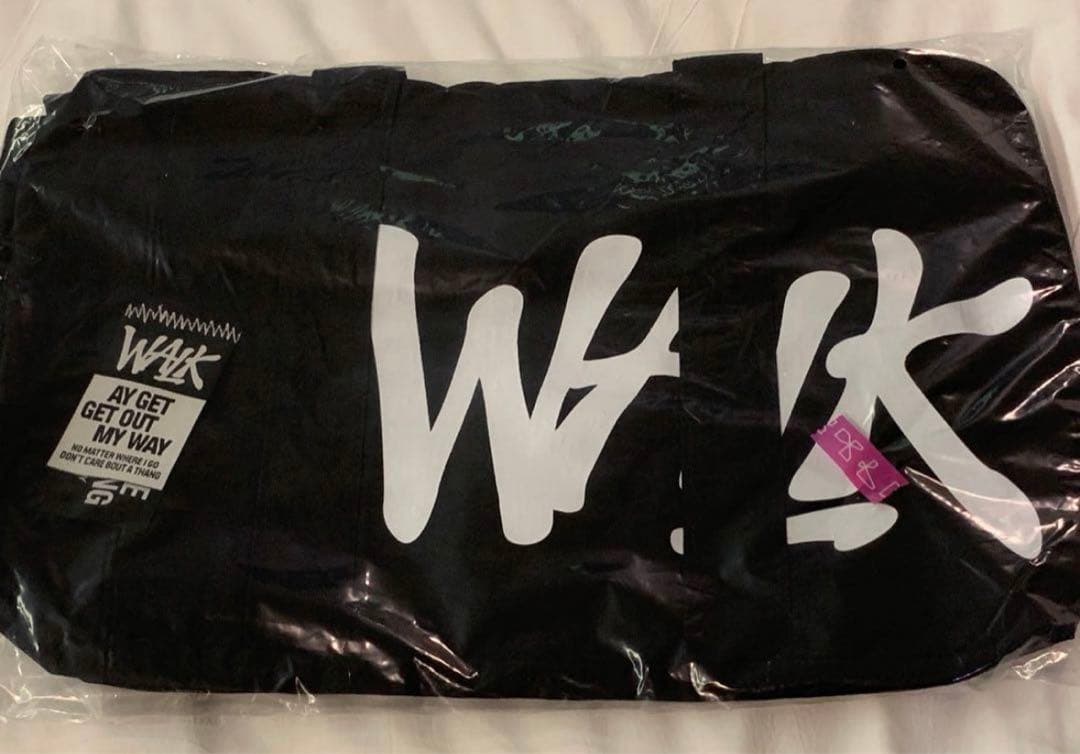 WALK
WALK
AY GET
GET OUT
MY WAY
NO MATTER WHERE I GO
DON'T CARE BOUT A THANG